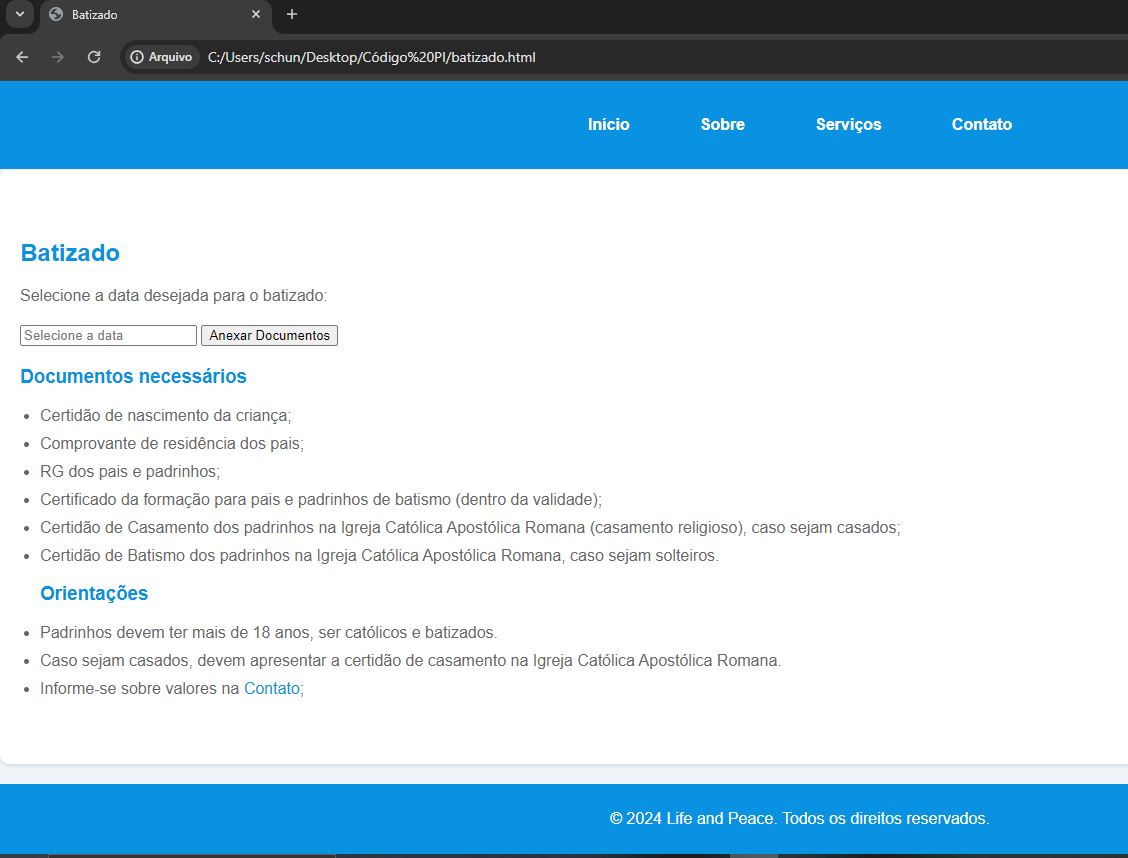 Batizado
Arquivo C:/Users/schun/Desktop/Código%20PI/batizado.html
Início Sobre Serviços Contato
Batizado
Selecione a data desejada para o batizado:
Selecione a data Anexar Documentos
Documentos necessários
Certidão de nascimento da criança;
Comprovante de residência dos pais;
RG dos pais e padrinhos;
Certificado da formação para pais e padrinhos de batismo (dentro da validade);
Certidão de Casamento dos padrinhos na Igreja Católica Apostólica Romana (casamento religioso), caso sejam casados;
Certidão de Batismo dos padrinhos na Igreja Católica Apostólica Romana, caso sejam solteiros.
Orientações
Padrinhos devem ter mais de 18 anos, ser católicos e batizados.
Caso sejam casados, devem apresentar a certidão de casamento na Igreja Católica Apostólica Romana.
Informe-se sobre valores na Contato;
© 2024 Life and Peace. Todos os direitos reservados.